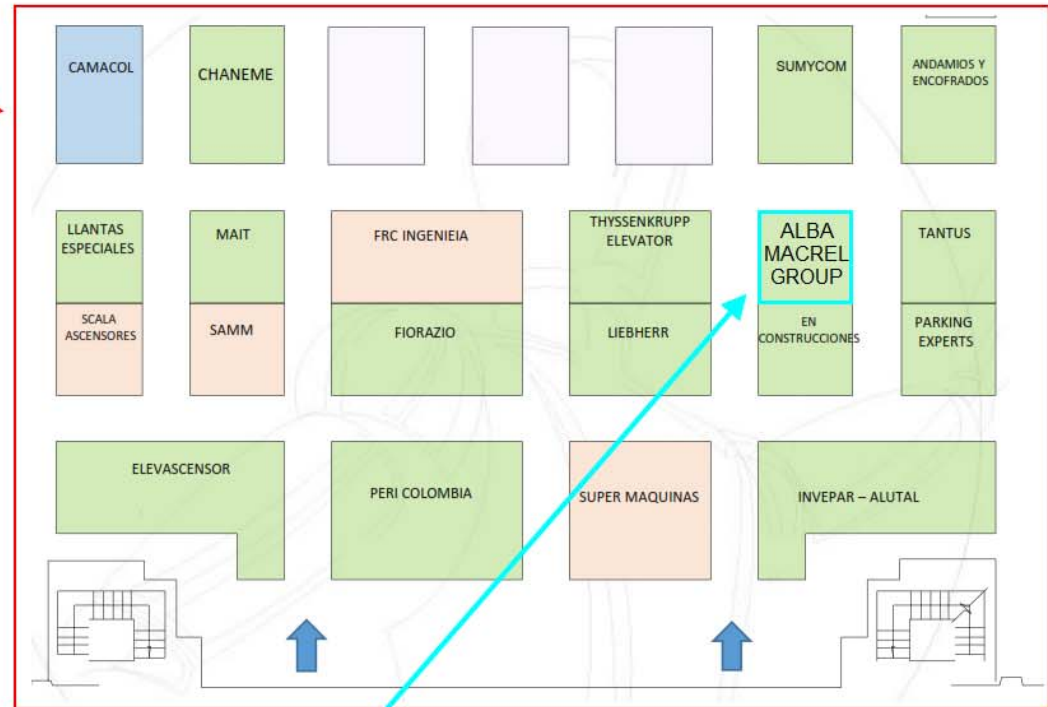 CAMACOL
CHANEME
SUMYCOM
ANDAMIOS Y
ENCOFRADOS
LLANTAS
ESPECIALES
MAIT
FRC INGENIEIA
THYSSENKRUPP
ELEVATOR
ALBA
MACREL
GROUP
TANTUS
SCALA
ASCENSORES
SAMM
FIORAZIO
LIEBHERR
EN
CONSTRUCCIONES
PARKING
EXPERTS
ELEVASCENSOR
PERI COLOMBIA
SUPER MAQUINAS
INVEPAR – ALUTAL